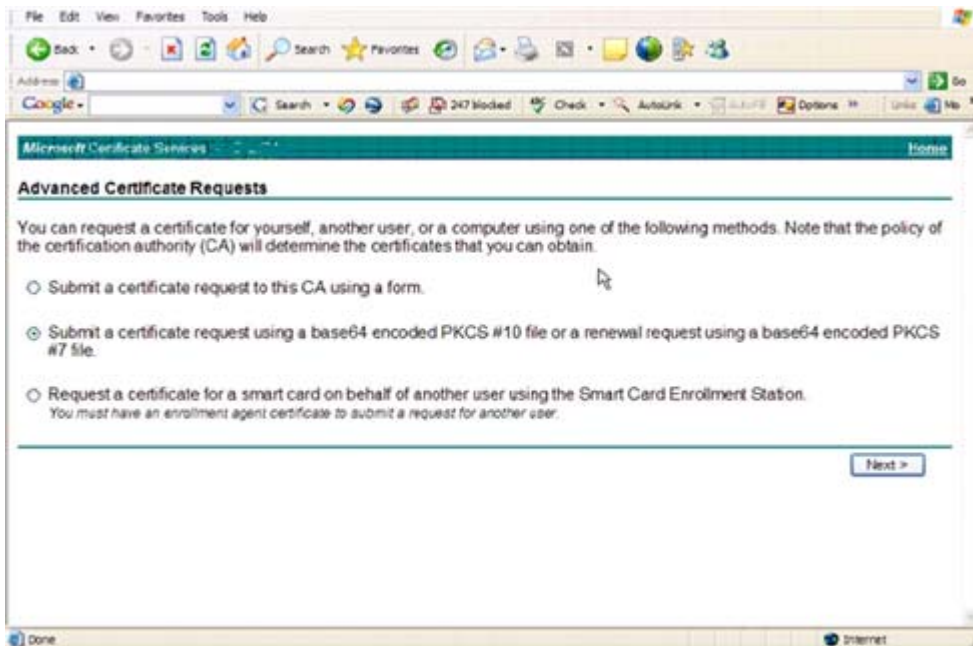 File Edit View Favorites Tools Help
Back Search Favorites
Address Go
Google Search 247 blocked Check AutoLink AutoFill Options Links
Microsoft Certificate Services Home
Advanced Certificate Requests
You can request a certificate for yourself, another user, or a computer using one of the following methods. Note that the policy of
the certification authority (CA) will determine the certificates that you can obtain.
Submit a certificate request to this CA using a form.
Submit a certificate request using a base64 encoded PKCS #10 file or a renewal request using a base64 encoded PKCS
#7 file.
Request a certificate for a smart card on behalf of another user using the Smart Card Enrollment Station.
You must have an enrollment agent certificate to submit a request for another user.
Next >
Done Internet